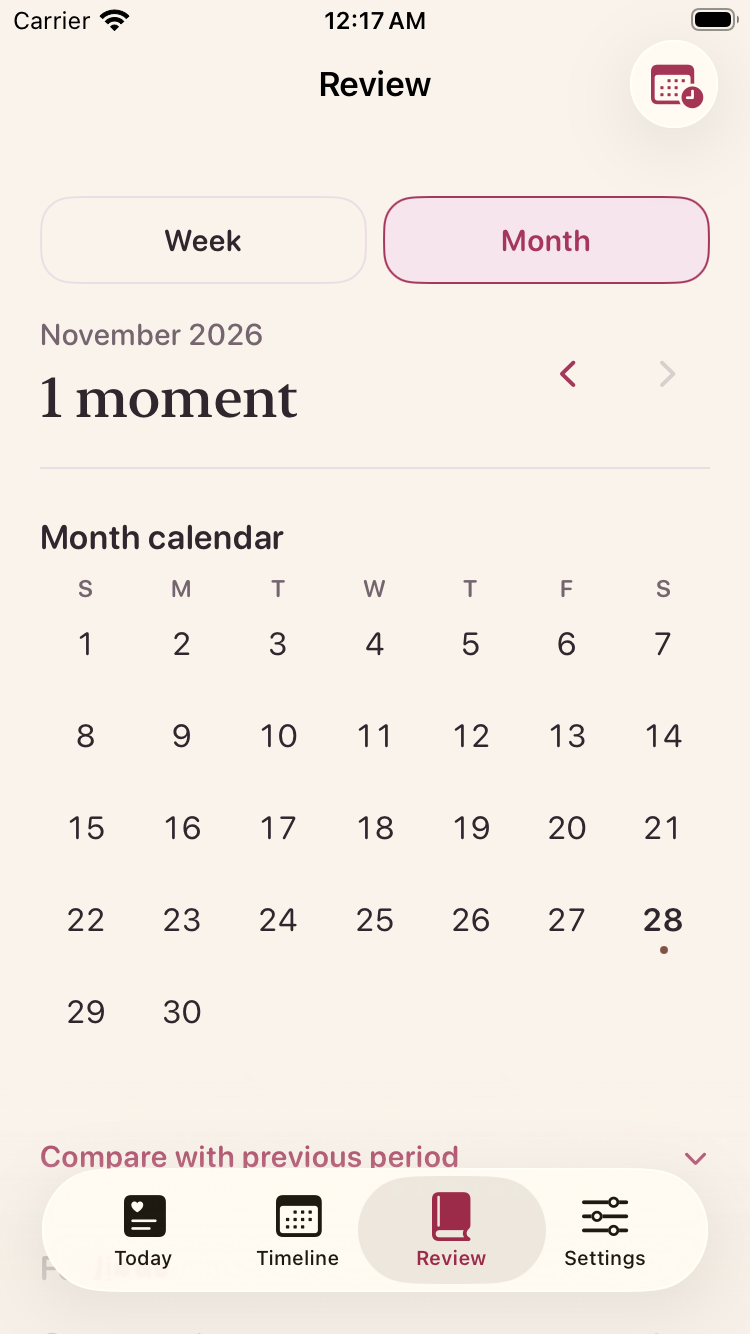 Carrier 12:17 AM
Review
Week Month
November 2026
1 moment
Month calendar
S M T W T F S
1 2 3 4 5 6 7
8 9 10 11 12 13 14
15 16 17 18 19 20 21
22 23 24 25 26 27 28
29 30
Compare with previous period
Today Timeline Review Settings